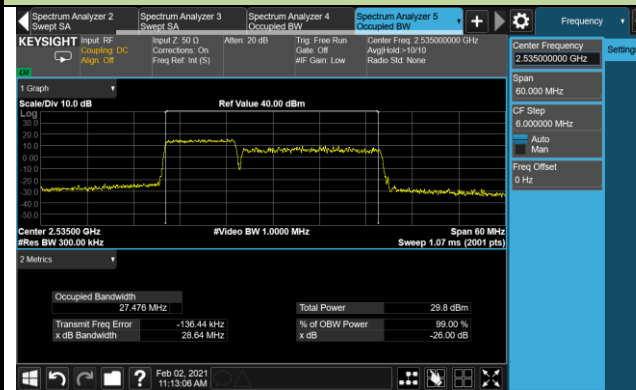 Spectrum Analyzer 2
Swept SA
Spectrum Analyzer 3
Swept SA
Spectrum Analyzer 4
Occupied BW
Spectrum Analyzer 5
Occupied BW
Frequency
KEYSIGHT
Input: RF
Coupling: DC
Align: Off
Input Z: 50 Ω
Corrections: On
Freq Ref: Int (S)
Atten: 20 dB
Trig: Free Run
Gate: Off
#IF Gain: Low
Center Freq: 2.535000000 GHz
Avg|Hold:>10/10
Radio Std: None
Center Frequency
2.535000000 GHz
Settings
Span
60.000 MHz
CF Step
6.000000 MHz
Auto
Man
Freq Offset
0 Hz
1 Graph
Scale/Div 10.0 dB
Ref Value 40.00 dBm
Log
30.0
20.0
10.0
0.00
-10.0
-20.0
-30.0
-40.0
-50.0
Center 2.53500 GHz
#Video BW 1.0000 MHz
Span 60 MHz
#Res BW 300.00 kHz
Sweep 1.07 ms (2001 pts)
2 Metrics
Occupied Bandwidth
27.476 MHz
Total Power
29.8 dBm
Transmit Freq Error
-136.44 kHz
% of OBW Power
99.00 %
x dB Bandwidth
28.64 MHz
x dB
-26.00 dB
?
Feb 02, 2021
11:13:06 AM